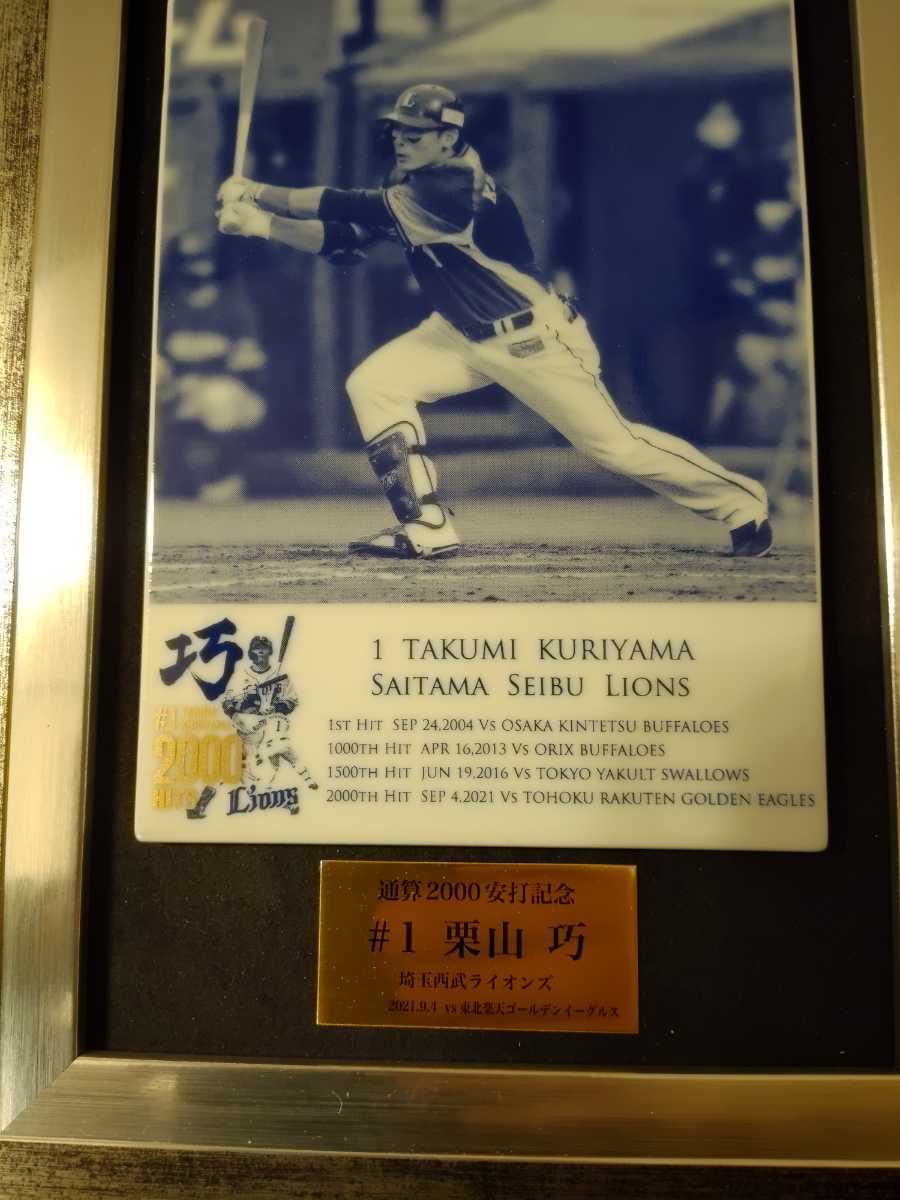 巧
#1
2000
HITS
Lions
1 TAKUMI KURIYAMA
SAITAMA SEIBU LIONS
1ST HIT SEP 24,2004 Vs OSAKA KINTETSU BUFFALOES
1000TH HIT APR 16,2013 Vs ORIX BUFFALOES
1500TH HIT JUN 19.2016 Vs TOKYO YAKULT SWALLOWS
2000TH HIT SEP 4.2021 Vs TOHOKU RAKUTEN GOLDEN EAGLES
通算2000安打記念
#1 栗山 巧
埼玉西武ライオンズ
2021.9.4 vs東北楽天ゴールデンイーグルス